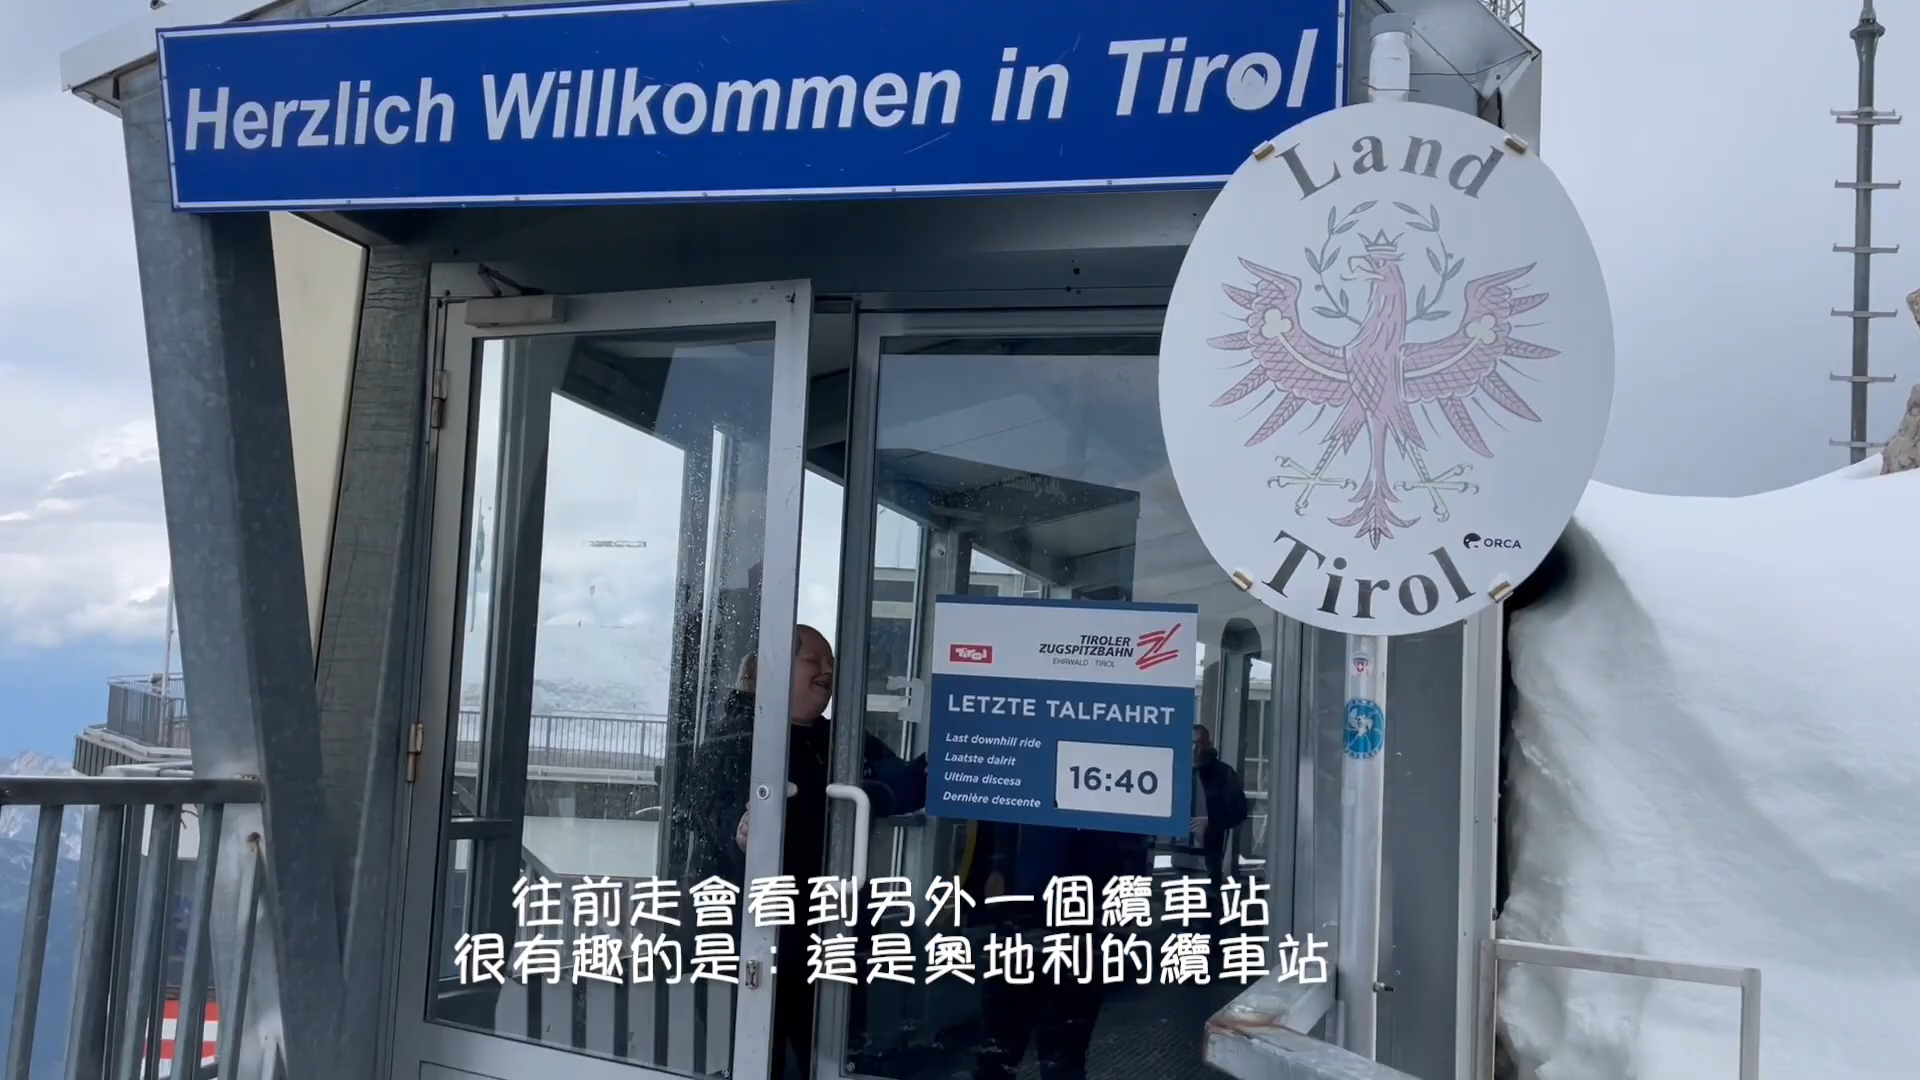 Herzlich Willkommen in Tirol
Land
Tirol
ORCA
Tirol
TIROLER
ZUGSPITZBAHN
EHRWALD TIROL
LETZTE TALFAHRT
Last downhill ride
Laatste dalrit
Ultima discesa
Dernière descente
16:40
往前走會看到另外一個纜車站
很有趣的是：這是奧地利的纜車站